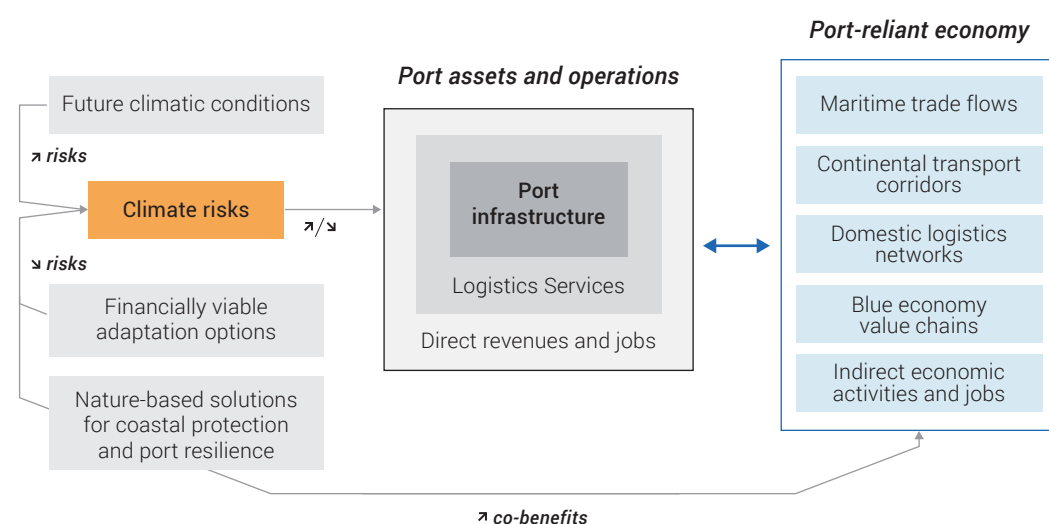 Port-reliant economy
Port assets and operations
Future climatic conditions
↗ risks
Climate risks
↗/↘
↘ risks
Financially viable
adaptation options
Nature-based solutions
for coastal protection
and port resilience
Port
infrastructure
Logistics Services
Direct revenues and jobs
Maritime trade flows
Continental transport
corridors
Domestic logistics
networks
Blue economy
value chains
Indirect economic
activities and jobs
↗ co-benefits